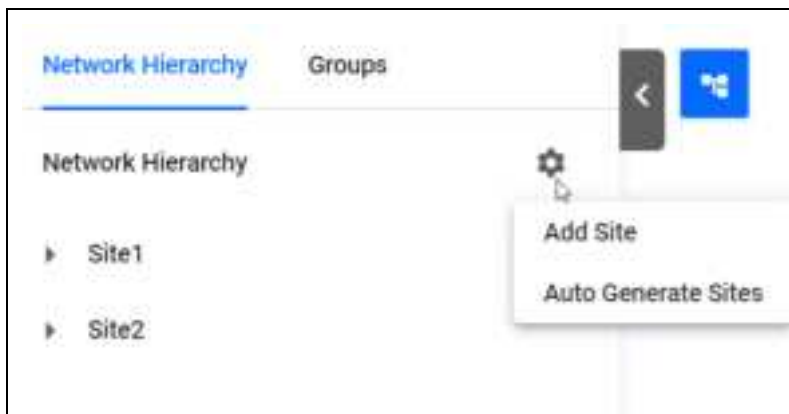 Network Hierarchy Groups
Network Hierarchy
Add Site
Site1
Auto Generate Sites
Site2